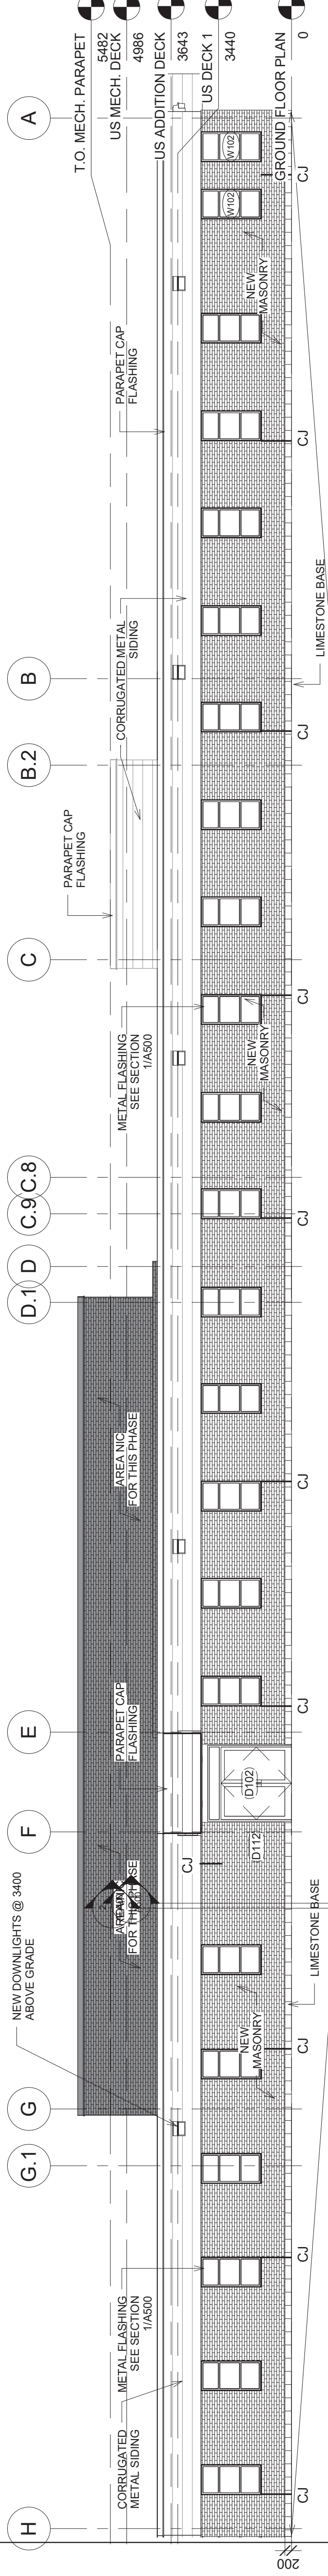 H
G.1
G
F
E
D.1
D
C.9
C.8
C
B.2
B
A
T.O. MECH. PARAPET
5482
US MECH. DECK
4986
US ADDITION DECK
3643
US DECK 1
3440
GROUND FLOOR PLAN
0
NEW DOWNLIGHTS @ 3400
ABOVE GRADE
CORRUGATED
METAL SIDING
METAL FLASHING
SEE SECTION
1/A500
FOR THIS PHASE
PARAPET CAP
FLASHING
AREA NIC
FOR THIS PHASE
METAL FLASHING
SEE SECTION
1/A500
PARAPET CAP
FLASHING
CORRUGATED METAL
SIDING
PARAPET CAP
FLASHING
NEW
MASONRY
CJ
D112
D102
NEW
MASONRY
NEW
MASONRY
W102
W102
200
CJ
CJ
CJ
LIMESTONE BASE
CJ
CJ
CJ
CJ
CJ
LIMESTONE BASE
CJ
CJ